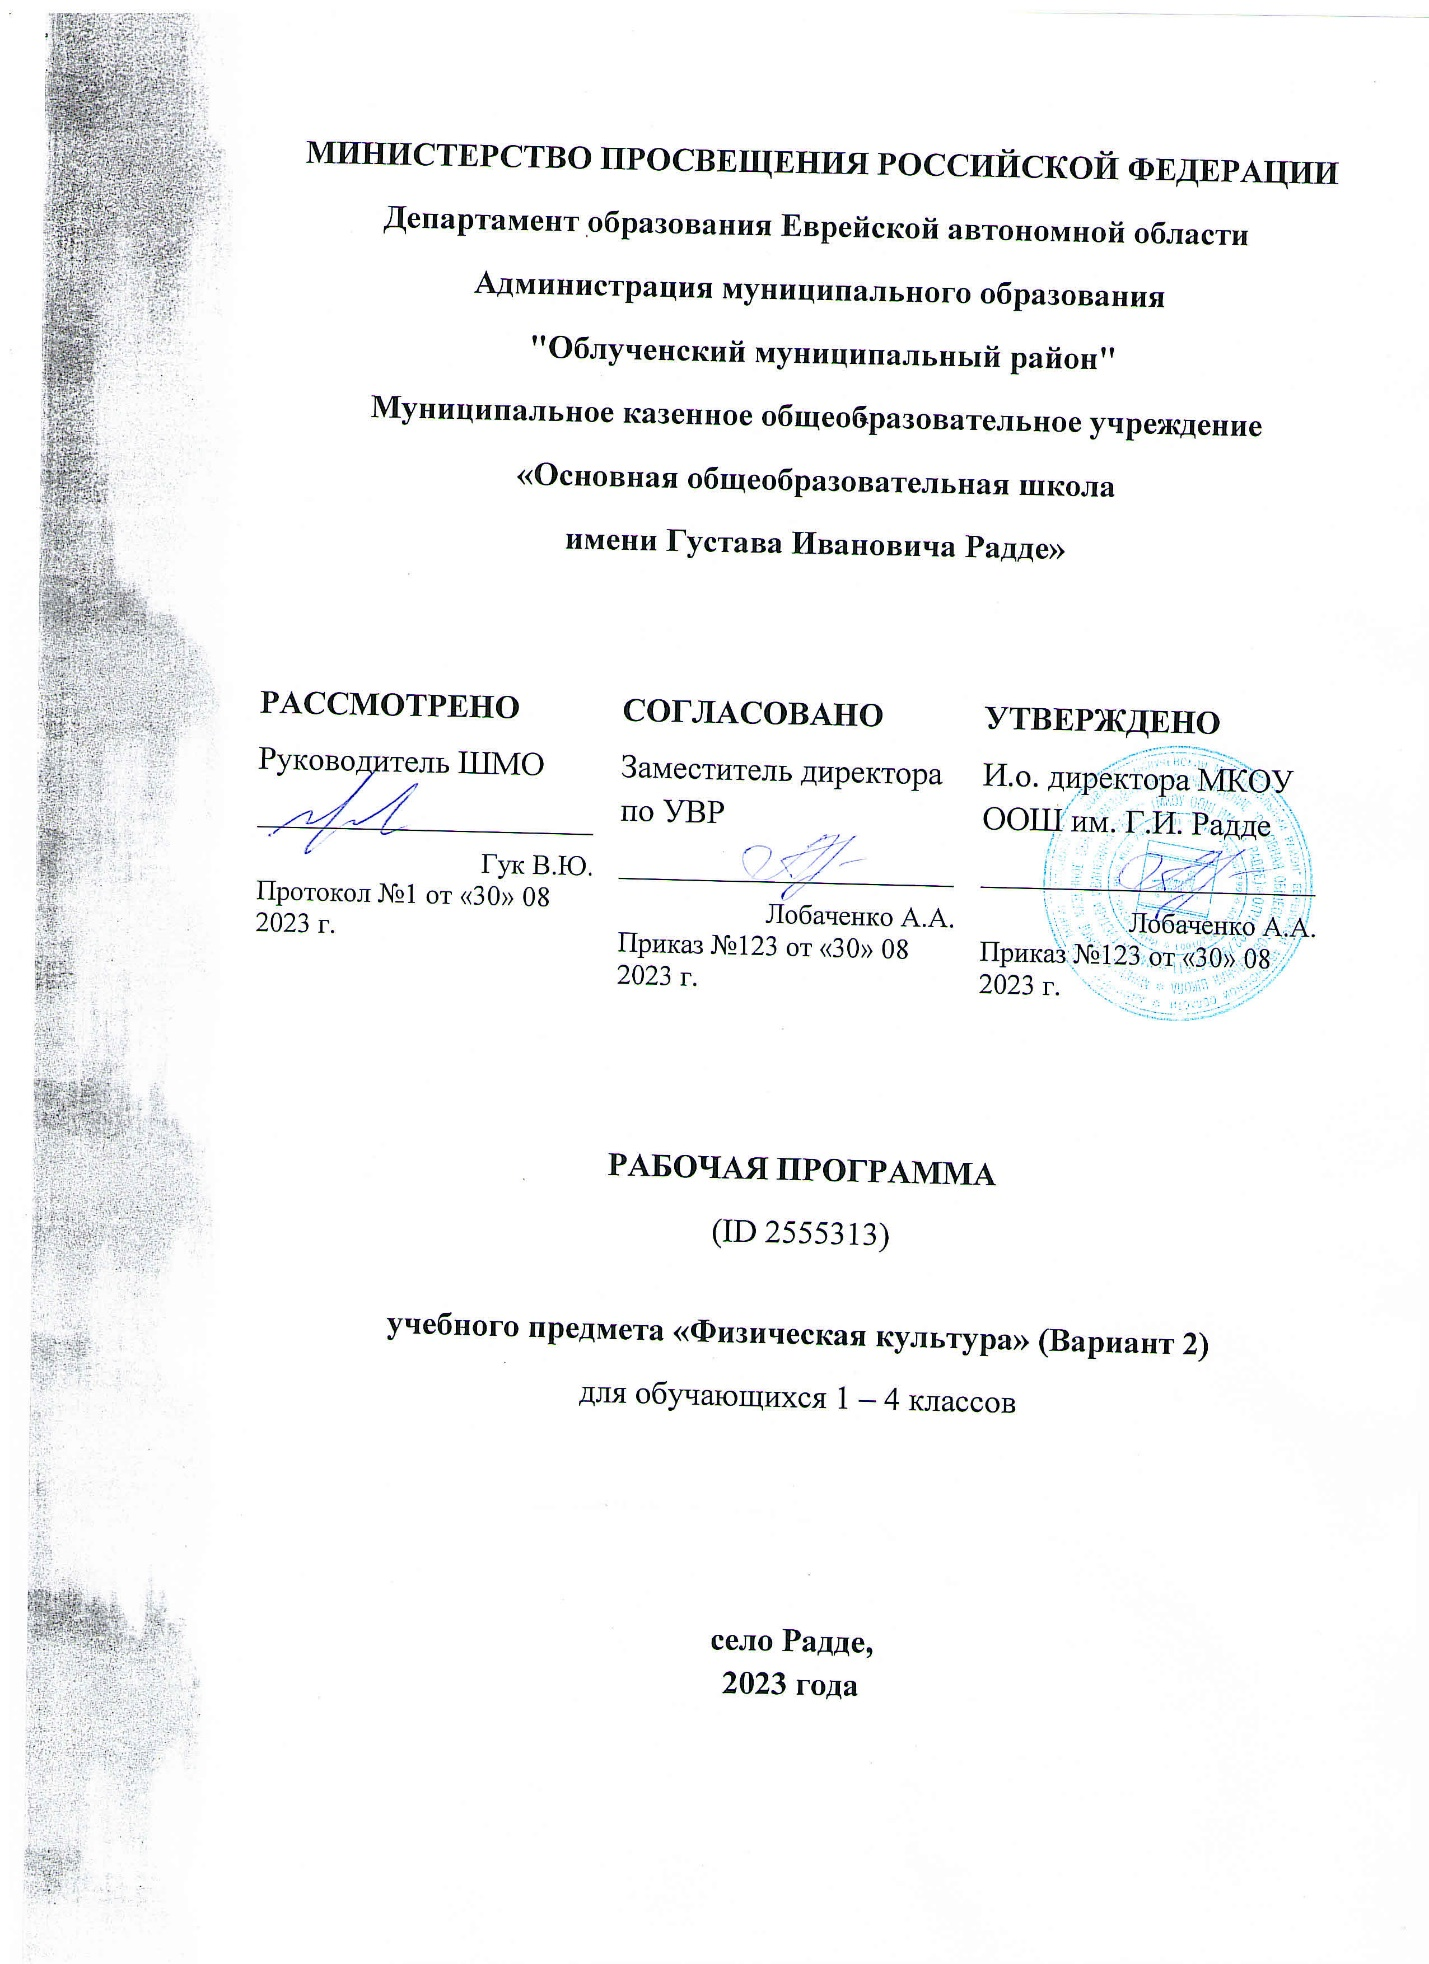 МИНИСТЕРСТВО ПРОСВЕЩЕНИЯ РОССИЙСКОЙ ФЕДЕРАЦИИ
Департамент образования Еврейской автономной области
Администрация муниципального образования
"Облученский муниципальный район"
Муниципальное казенное общеобразовательное учреждение
«Основная общеобразовательная школа
имени Густава Ивановича Радде»
РАССМОТРЕНО
Руководитель ШМО
Гук В.Ю.
Протокол №1 от «30» 08
2023 г.
СОГЛАСОВАНО
Заместитель директора
по УВР
Лобаченко А.А.
Приказ №123 от «30» 08
2023 г.
УТВЕРЖДЕНО
И.о. директора МКОУ
ООШ им. Г.И. Радде
Лобаченко А.А.
Приказ №123 от «30» 08
2023 г.
РАБОЧАЯ ПРОГРАММА
(ID 2555313)
учебного предмета «Физическая культура» (Вариант 2)
для обучающихся 1 – 4 классов
село Радде,
2023 года